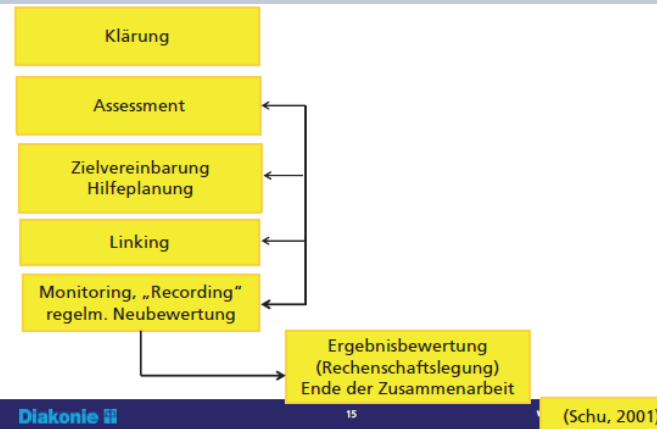 Klärung
Assessment
Zielvereinbarung
Hilfeplanung
Linking
Monitoring, „Recording“
regelm. Neubewertung
Ergebnisbewertung
(Rechenschaftslegung)
Ende der Zusammenarbeit
Diakonie
15
(Schu, 2001)